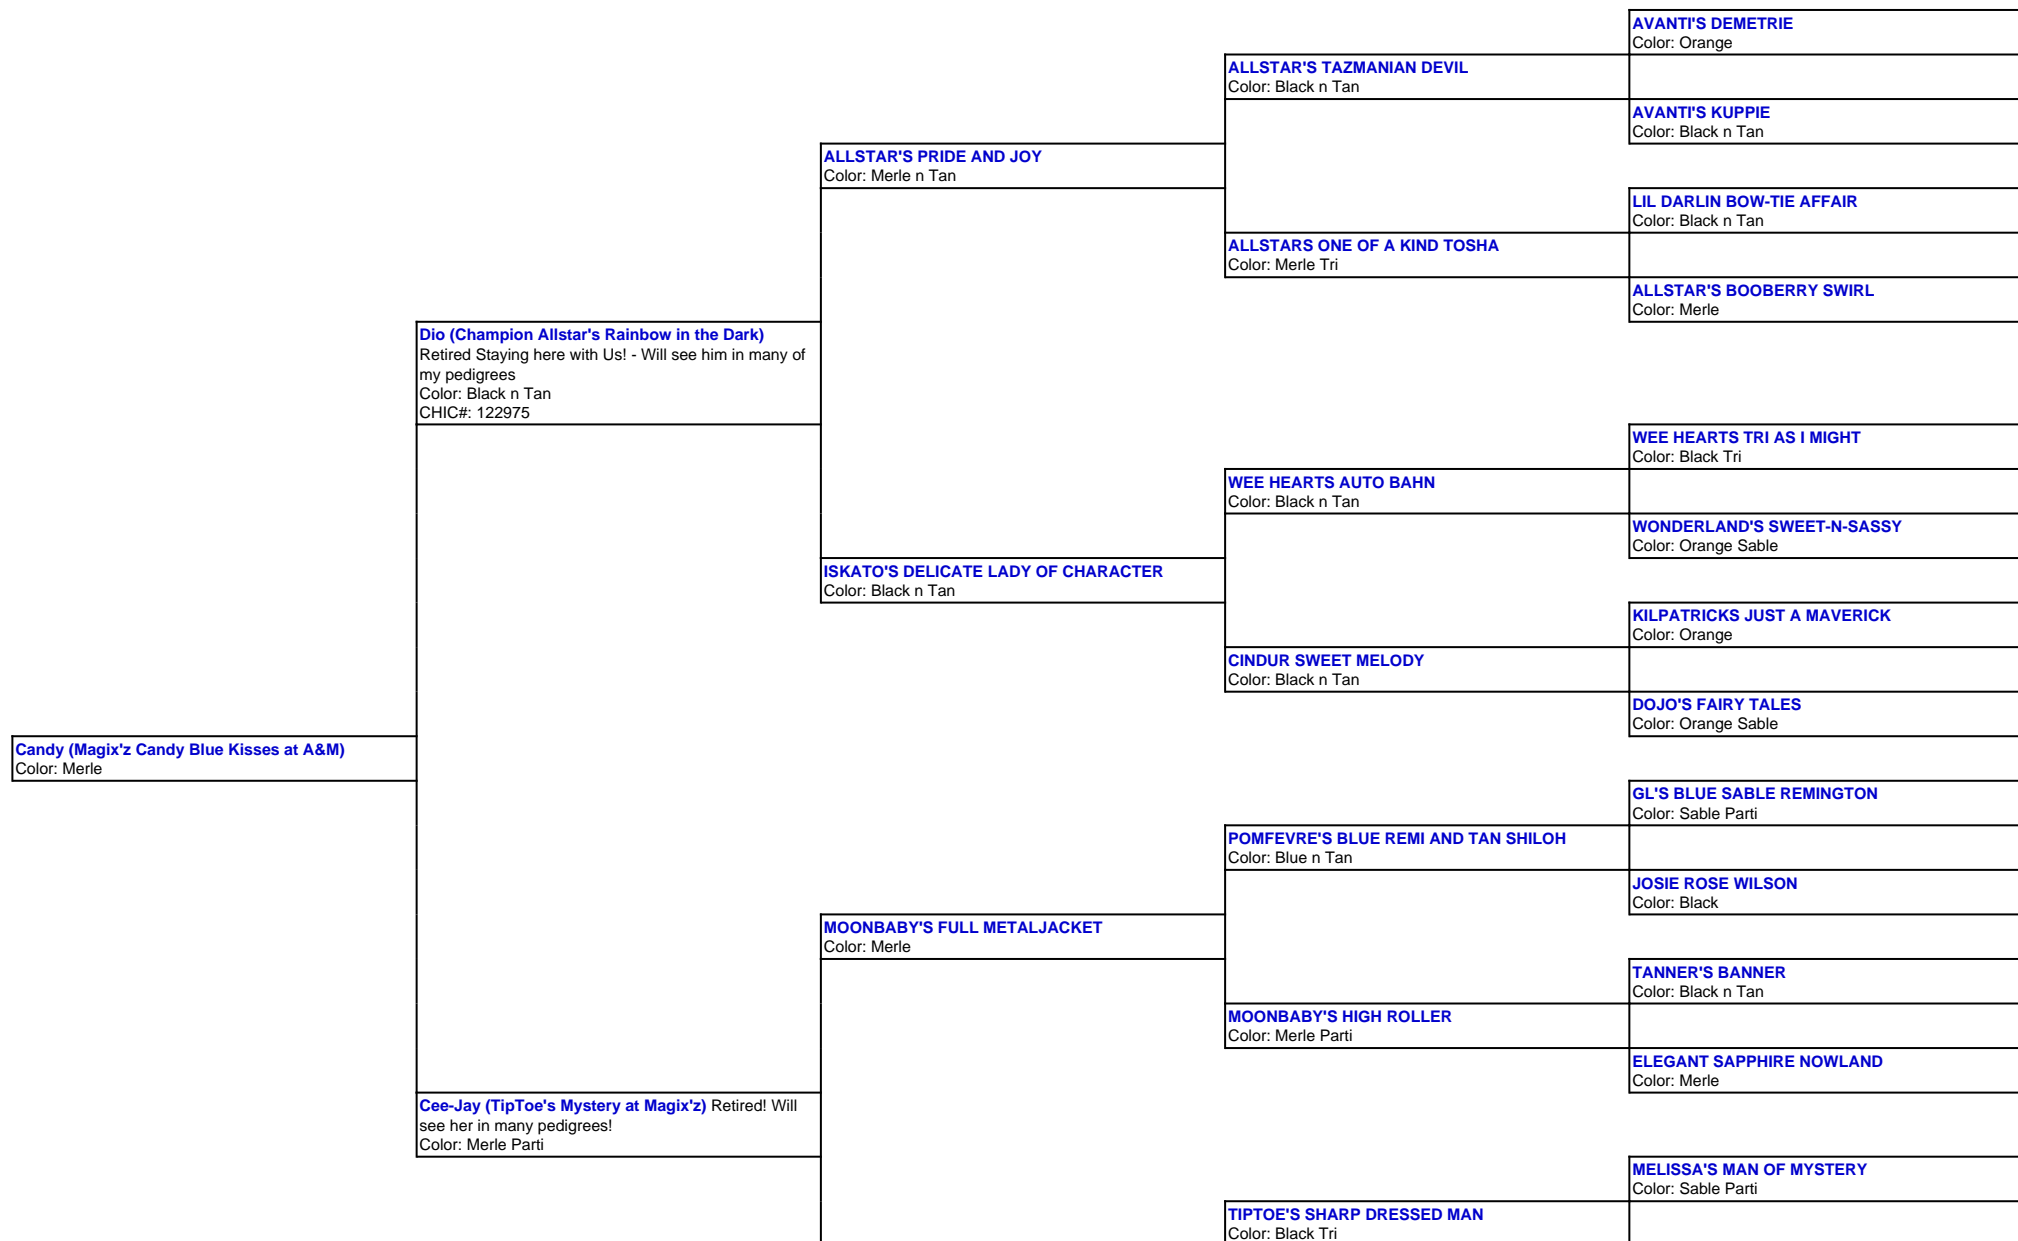 AVANTI'S DEMETRIE
Color: Orange
ALLSTAR'S TAZMANIAN DEVIL
Color: Black n Tan
AVANTI'S KUPPIE
Color: Black n Tan
ALLSTAR'S PRIDE AND JOY
Color: Merle n Tan
LIL DARLIN BOW-TIE AFFAIR
Color: Black n Tan
ALLSTARS ONE OF A KIND TOSHA
Color: Merle Tri
ALLSTAR'S BOOBERRY SWIRL
Color: Merle
Dio (Champion Allstar's Rainbow in the Dark)
Retired Staying here with Us! - Will see him in many of
my pedigrees
Color: Black n Tan
CHIC#: 122975
WEE HEARTS TRI AS I MIGHT
Color: Black Tri
WEE HEARTS AUTO BAHN
Color: Black n Tan
WONDERLAND'S SWEET-N-SASSY
Color: Orange Sable
ISKATO'S DELICATE LADY OF CHARACTER
Color: Black n Tan
KILPATRICKS JUST A MAVERICK
Color: Orange
CINDUR SWEET MELODY
Color: Black n Tan
DOJO'S FAIRY TALES
Color: Orange Sable
Candy (Magix'z Candy Blue Kisses at A&M)
Color: Merle
GL'S BLUE SABLE REMINGTON
Color: Sable Parti
POMFEVRE'S BLUE REMI AND TAN SHILOH
Color: Blue n Tan
JOSIE ROSE WILSON
Color: Black
MOONBABY'S FULL METALJACKET
Color: Merle
TANNER'S BANNER
Color: Black n Tan
MOONBABY'S HIGH ROLLER
Color: Merle Parti
ELEGANT SAPPHIRE NOWLAND
Color: Merle
Cee-Jay (TipToe's Mystery at Magix'z) Retired! Will
see her in many pedigrees!
Color: Merle Parti
MELISSA'S MAN OF MYSTERY
Color: Sable Parti
TIPTOE'S SHARP DRESSED MAN
Color: Black Tri